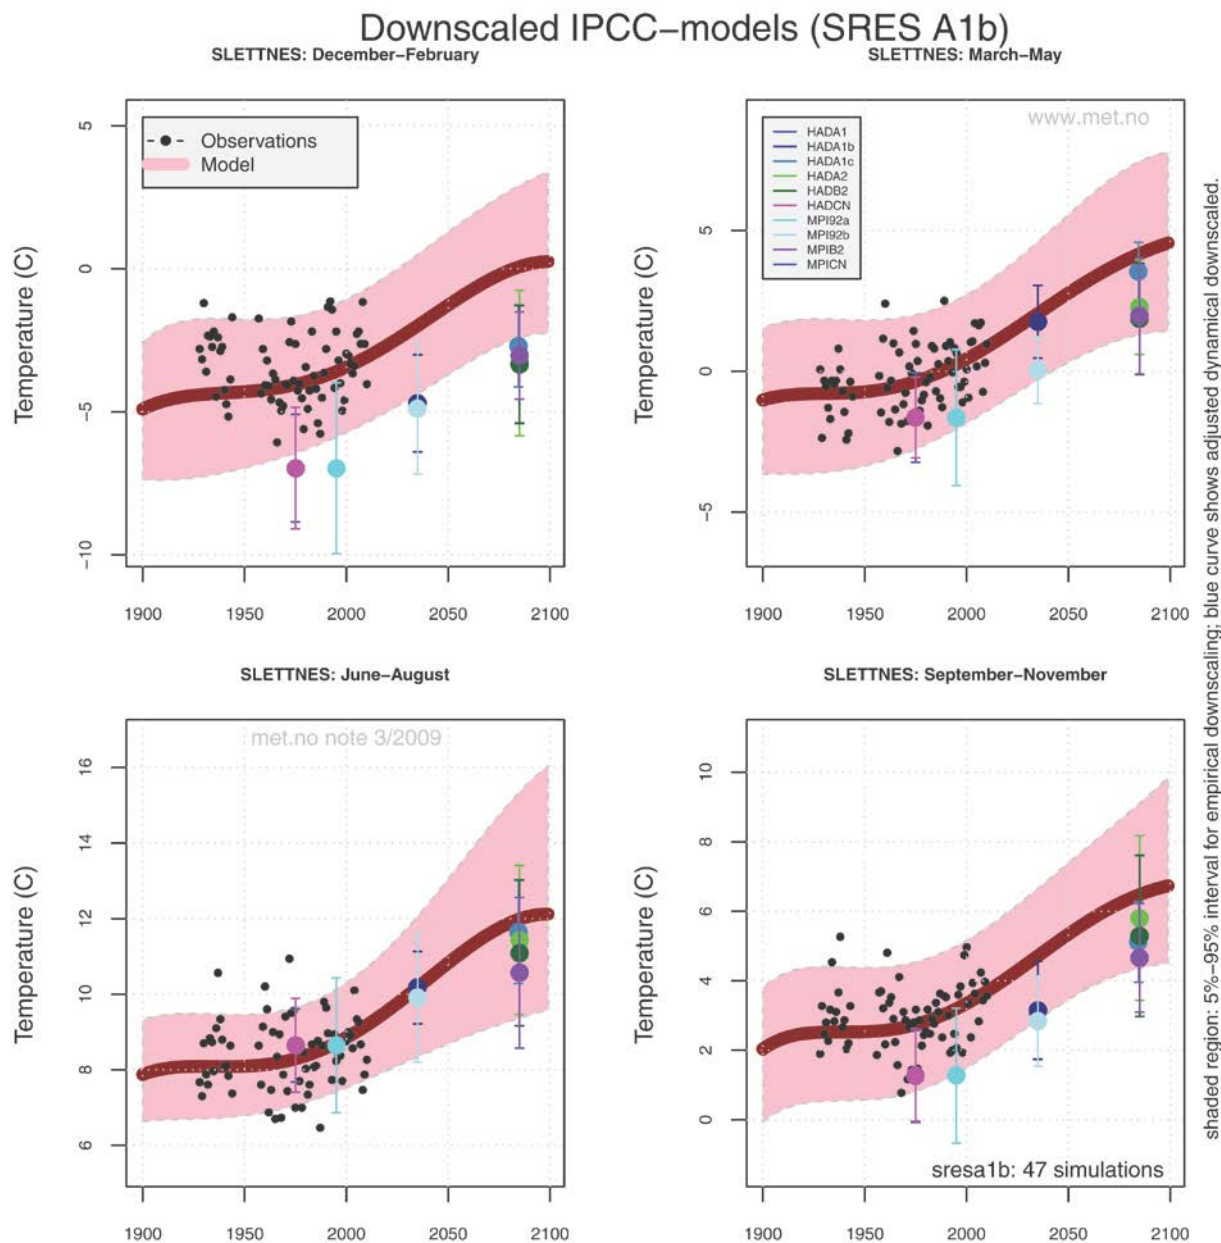 Downscaled IPCC−models (SRES A1b)
SLETTNES: December−February
5
0
−5
−10
Temperature (C)
Observations
Model
1900 1950 2000 2050 2100
SLETTNES: March−May
www.met.no
5
0
−5
Temperature (C)
HADA1
HADA1b
HADA1c
HADA2
HADB2
HADCN
MPI92a
MPI92b
MPIB2
MPICN
1900 1950 2000 2050 2100
SLETTNES: June−August
met.no note 3/2009
16
14
12
10
8
6
Temperature (C)
1900 1950 2000 2050 2100
SLETTNES: September−November
10
8
6
4
2
0
Temperature (C)
sresa1b: 47 simulations
1900 1950 2000 2050 2100
shaded region: 5%−95% interval for empirical downscaling; blue curve shows adjusted dynamical downscaled.